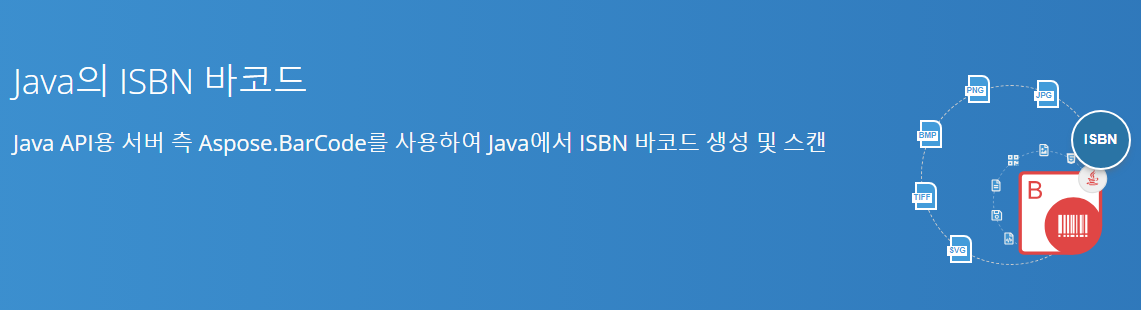 Java의 ISBN 바코드
Java API용 서버 측 Aspose.BarCode를 사용하여 Java에서 ISBN 바코드 생성 및 스캔
PNG
JPG
BMP
ISBN
B
TIFF
SVG